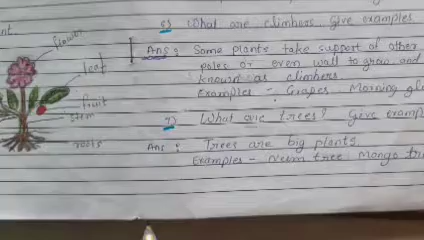 flower
leaf
fruit
stem
roots
6) What are climbers. Give examples
Ans: Some plants take support of other
poles or even wall to grow and
known as climbers
Examples - Grapes Morning
7) What are trees? Give
Ans: Trees are big plants
Examples - Neem tree Mango